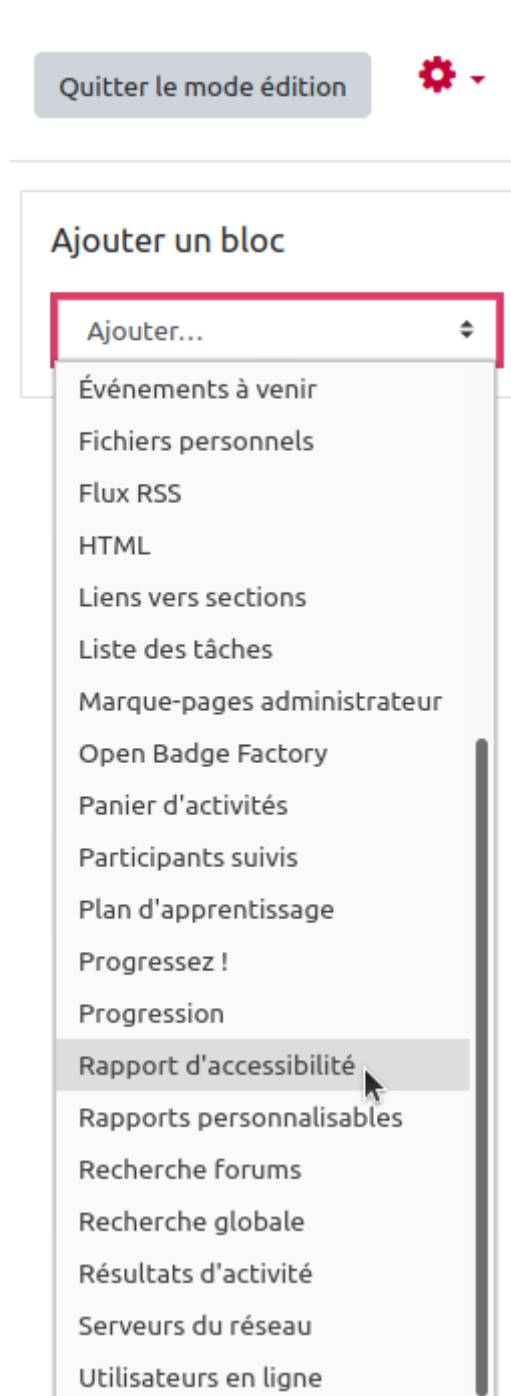 Quitter le mode édition
Ajouter un bloc
Ajouter...
Événements à venir
Fichiers personnels
Flux RSS
HTML
Liens vers sections
Liste des tâches
Marque-pages administrateur
Open Badge Factory
Panier d'activités
Participants suivis
Plan d'apprentissage
Progressez !
Progression
Rapport d'accessibilité
Rapports personnalisables
Recherche forums
Recherche globale
Résultats d'activité
Serveurs du réseau
Utilisateurs en ligne